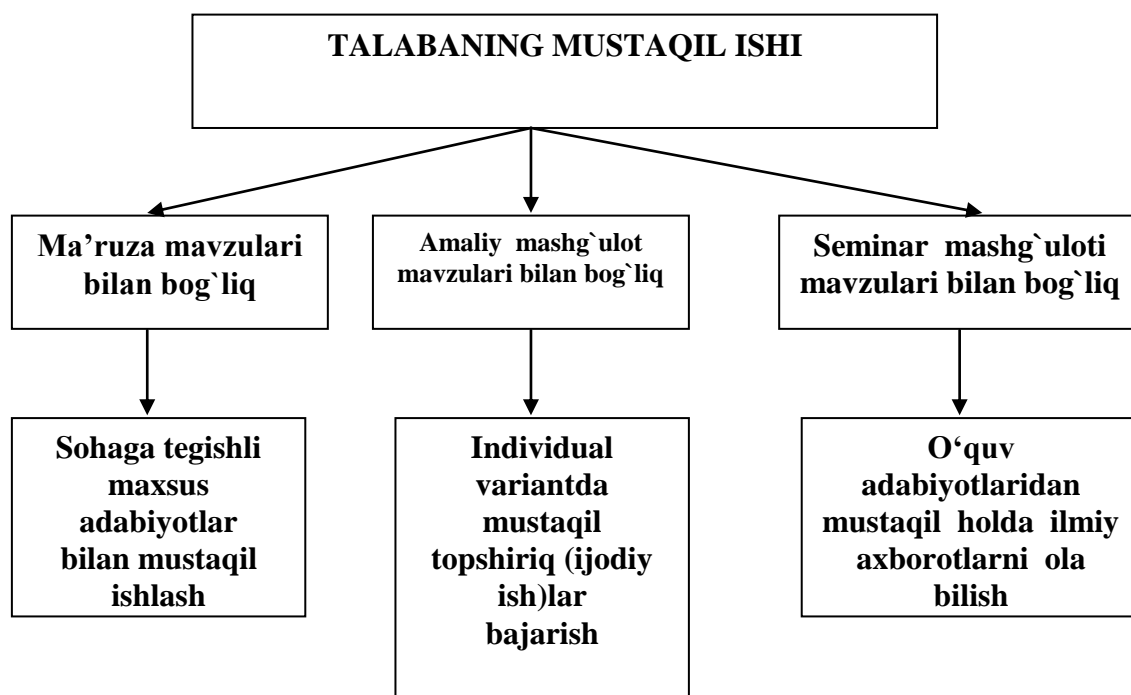 TALABANING MUSTAQIL ISHI
Ma’ruza mavzulari
bilan bog`liq
Amaliy mashg`ulot
mavzulari bilan bog`liq
Seminar mashg`uloti
mavzulari bilan bog`liq
Sohaga tegishli
maxsus
adabiyotlar
bilan mustaqil
ishlash
Individual
variantda
mustaqil
topshiriq (ijodiy
ish)lar
bajarish
O‘quv
adabiyotlaridan
mustaqil holda ilmiy
axborotlarni ola
bilish